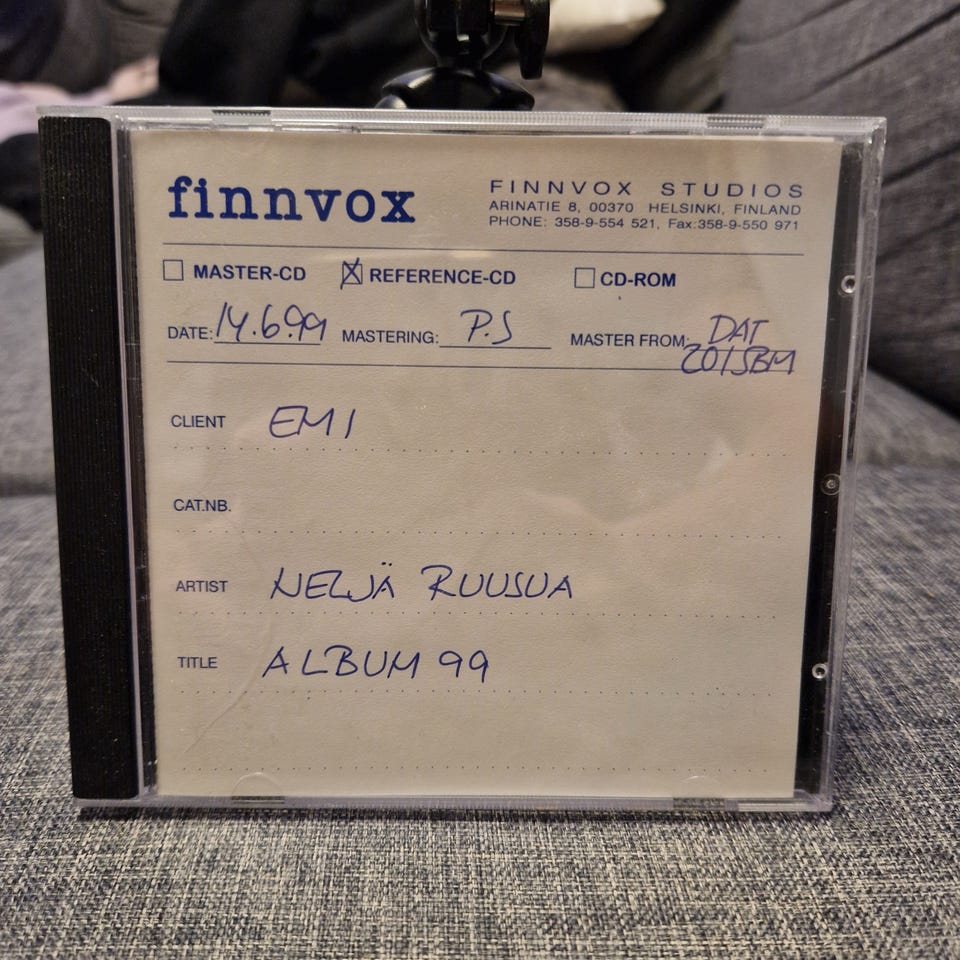 finnvox
FINNVOX STUDIOS
ARINATIE 8, 00370 HELSINKI, FINLAND
PHONE: 358-9-554 521, Fax:358-9-550 971
☐ MASTER-CD ☒ REFERENCE-CD ☐ CD-ROM
DATE: 14.6.99 MASTERING: P.S MASTER FROM: DAT
20/SBM
CLIENT EMI
CAT.NB.
ARTIST NELJÄ RUUSUA
TITLE ALBUM 99